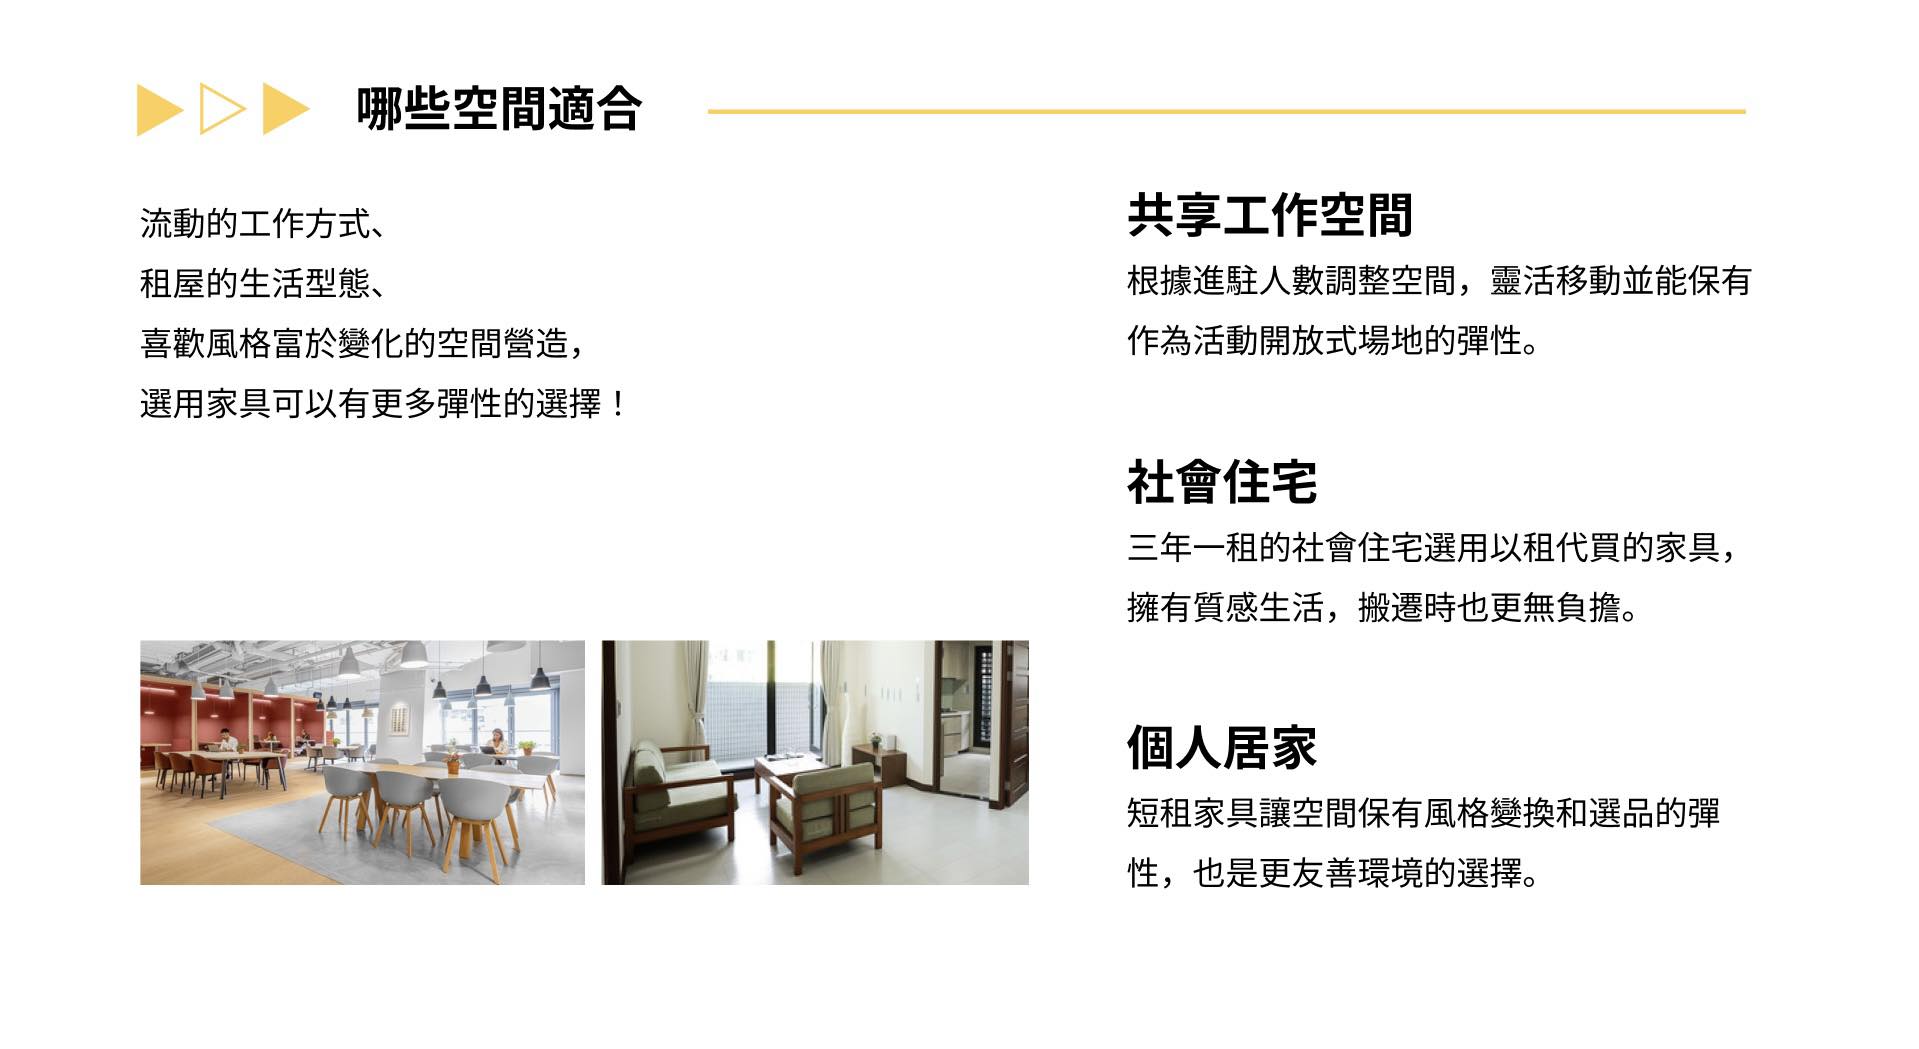 哪些空間適合
流動的工作方式、
租屋的生活型態、
喜歡風格富於變化的空間營造，
選用家具可以有更多彈性的選擇！
共享工作空間
根據進駐人數調整空間，靈活移動並能保有
作為活動開放式場地的彈性。
社會住宅
三年一租的社會住宅選用以租代買的家具，
擁有質感生活，搬遷時也更無負擔。
個人居家
短租家具讓空間保有風格變換和選品的彈
性，也是更友善環境的選擇。